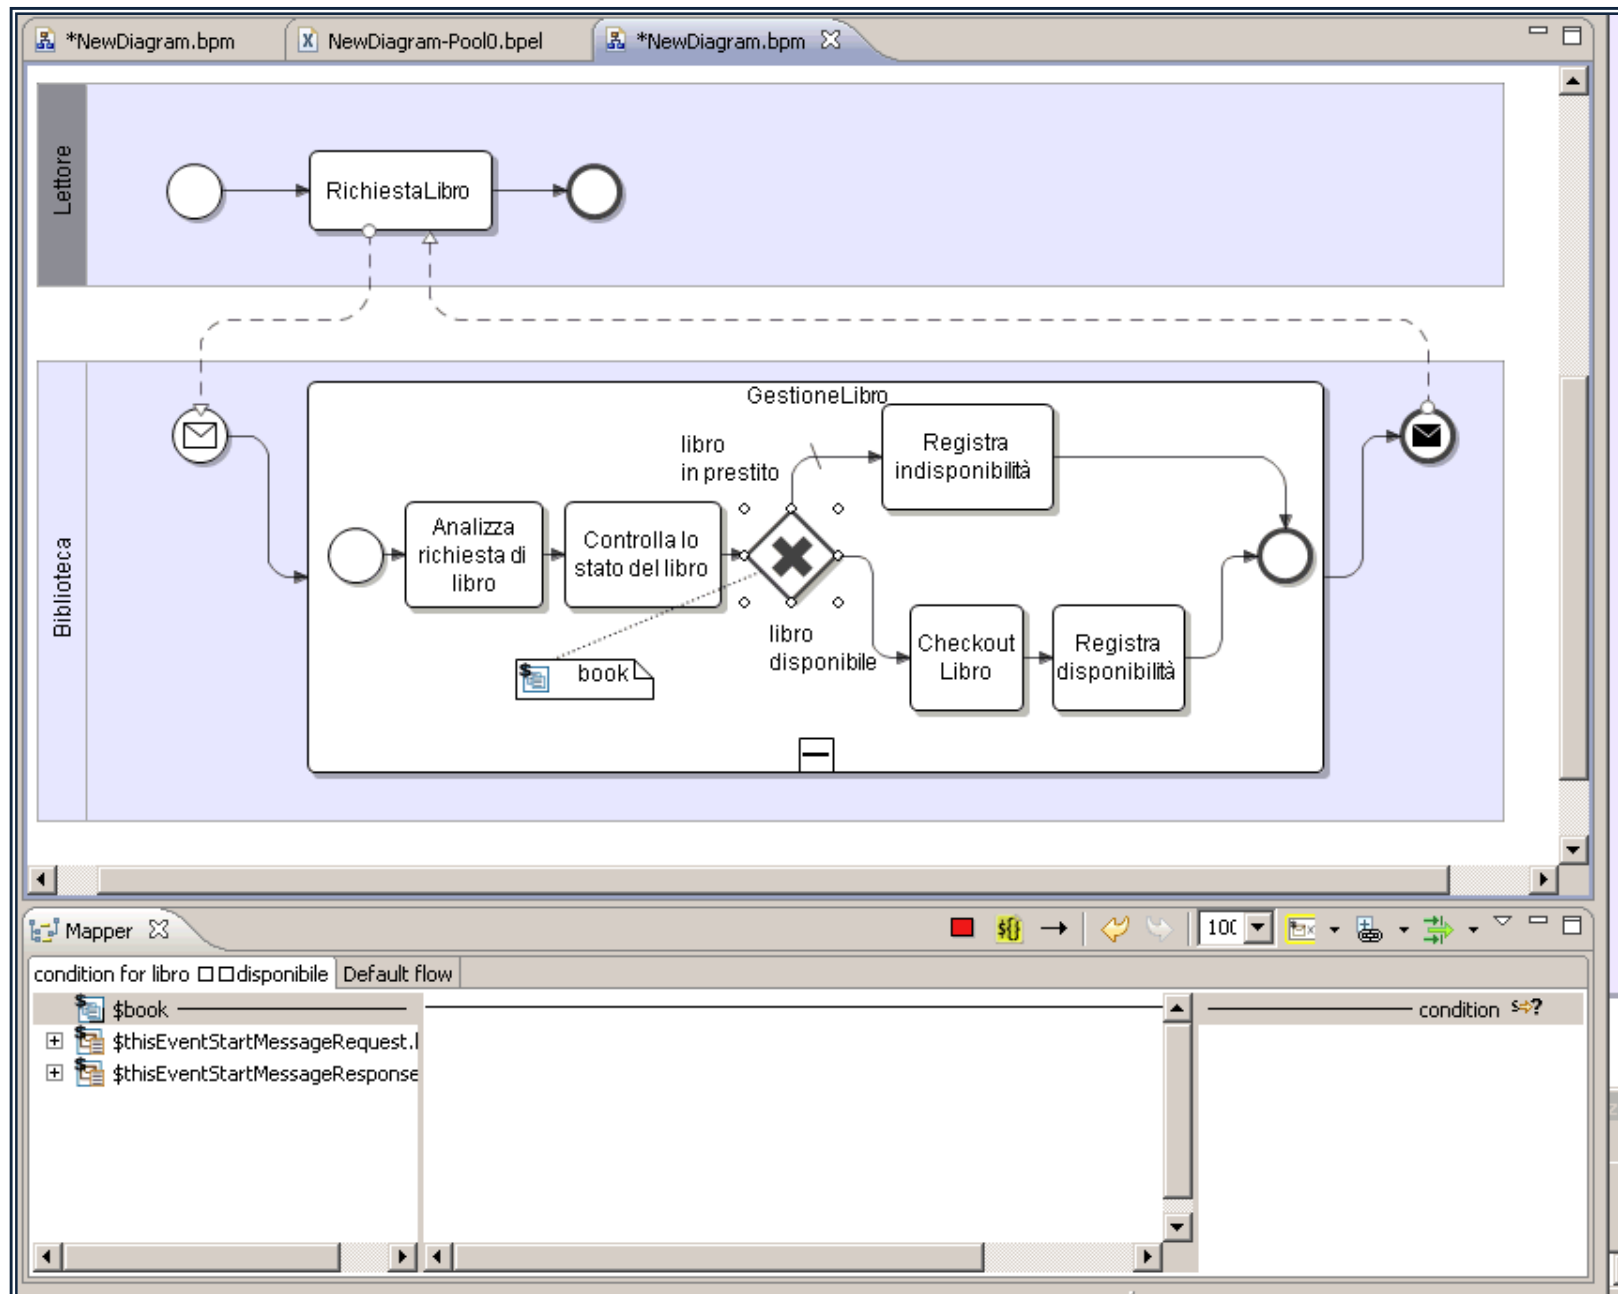 *NewDiagram.bpm
NewDiagram-Pool0.bpel
*NewDiagram.bpm
Lettore
RichiestaLibro
Biblioteca
GestioneLibro
libro
in prestito
Registra
indisponibilità
Analizza
richiesta di
libro
Controlla lo
stato del libro
book
libro
disponibile
Checkout
Libro
Registra
disponibilità
Mapper
100
condition for libro □□disponibile
Default flow
$book
condition
$thisEventStartMessageRequest.
$thisEventStartMessageResponse